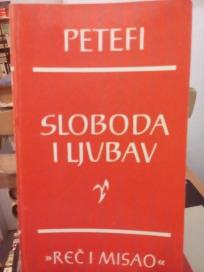 PETEFI
SLOBODA
I LJUBAV
»REČ I MISAO«